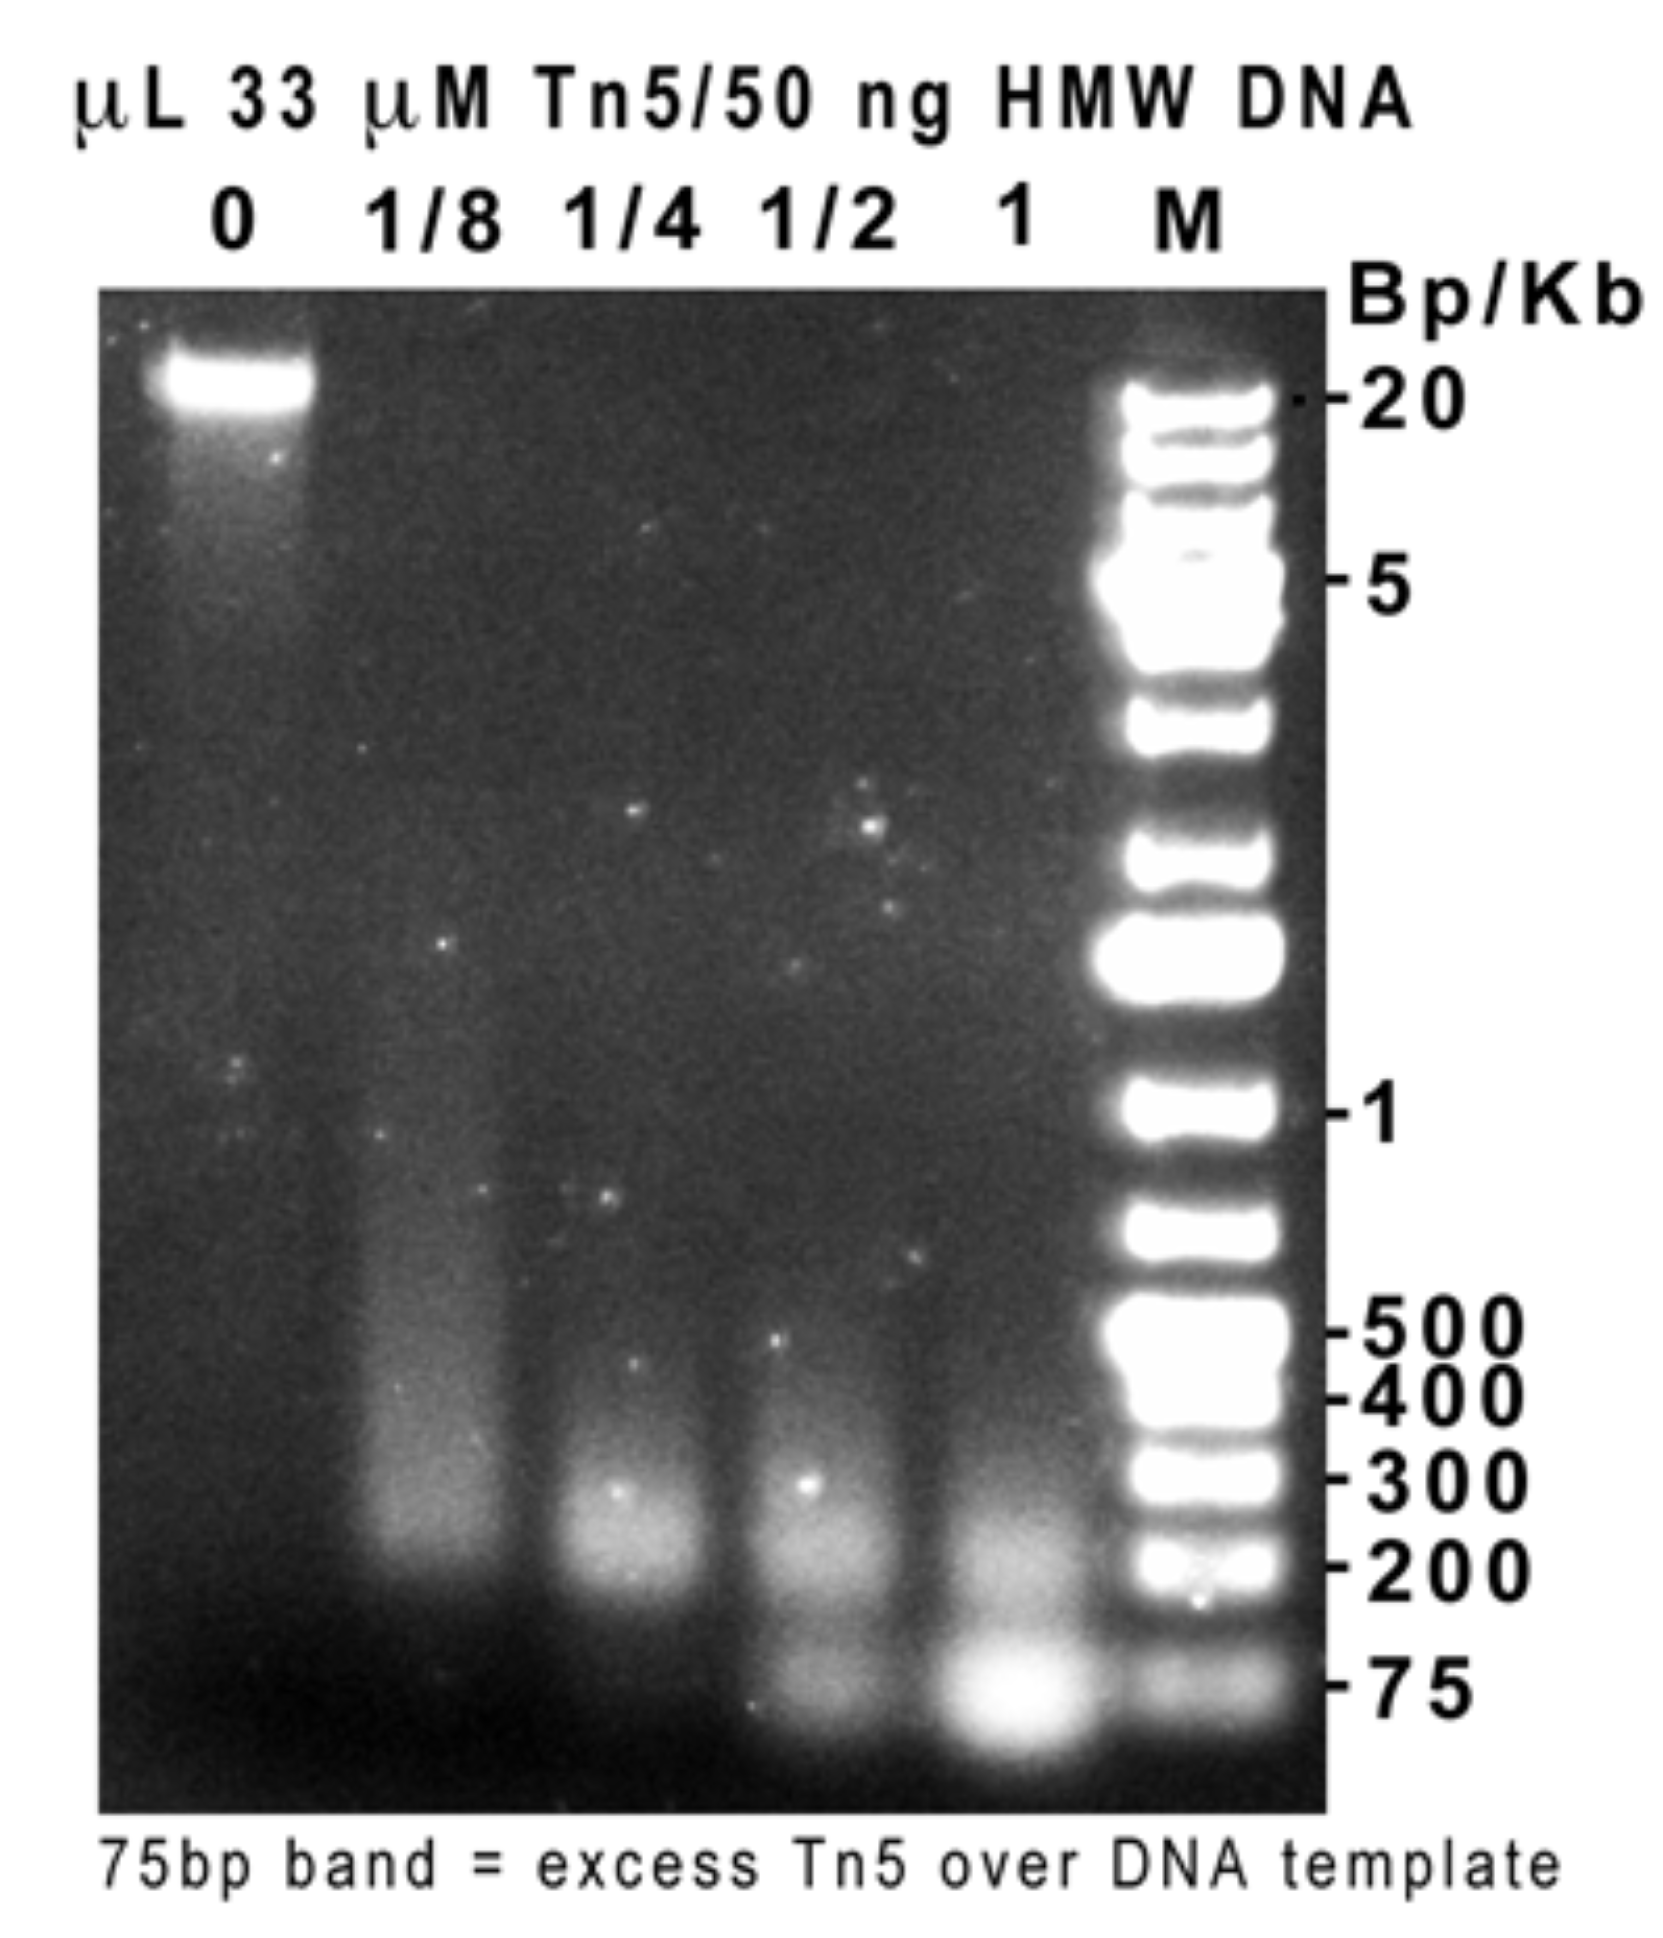 μL 33 μM Tn5/50 ng HMW DNA
0 1/8 1/4 1/2 1 M
Bp/Kb
-20
-5
-1
-500
-400
-300
-200
-75
75bp band = excess Tn5 over DNA template